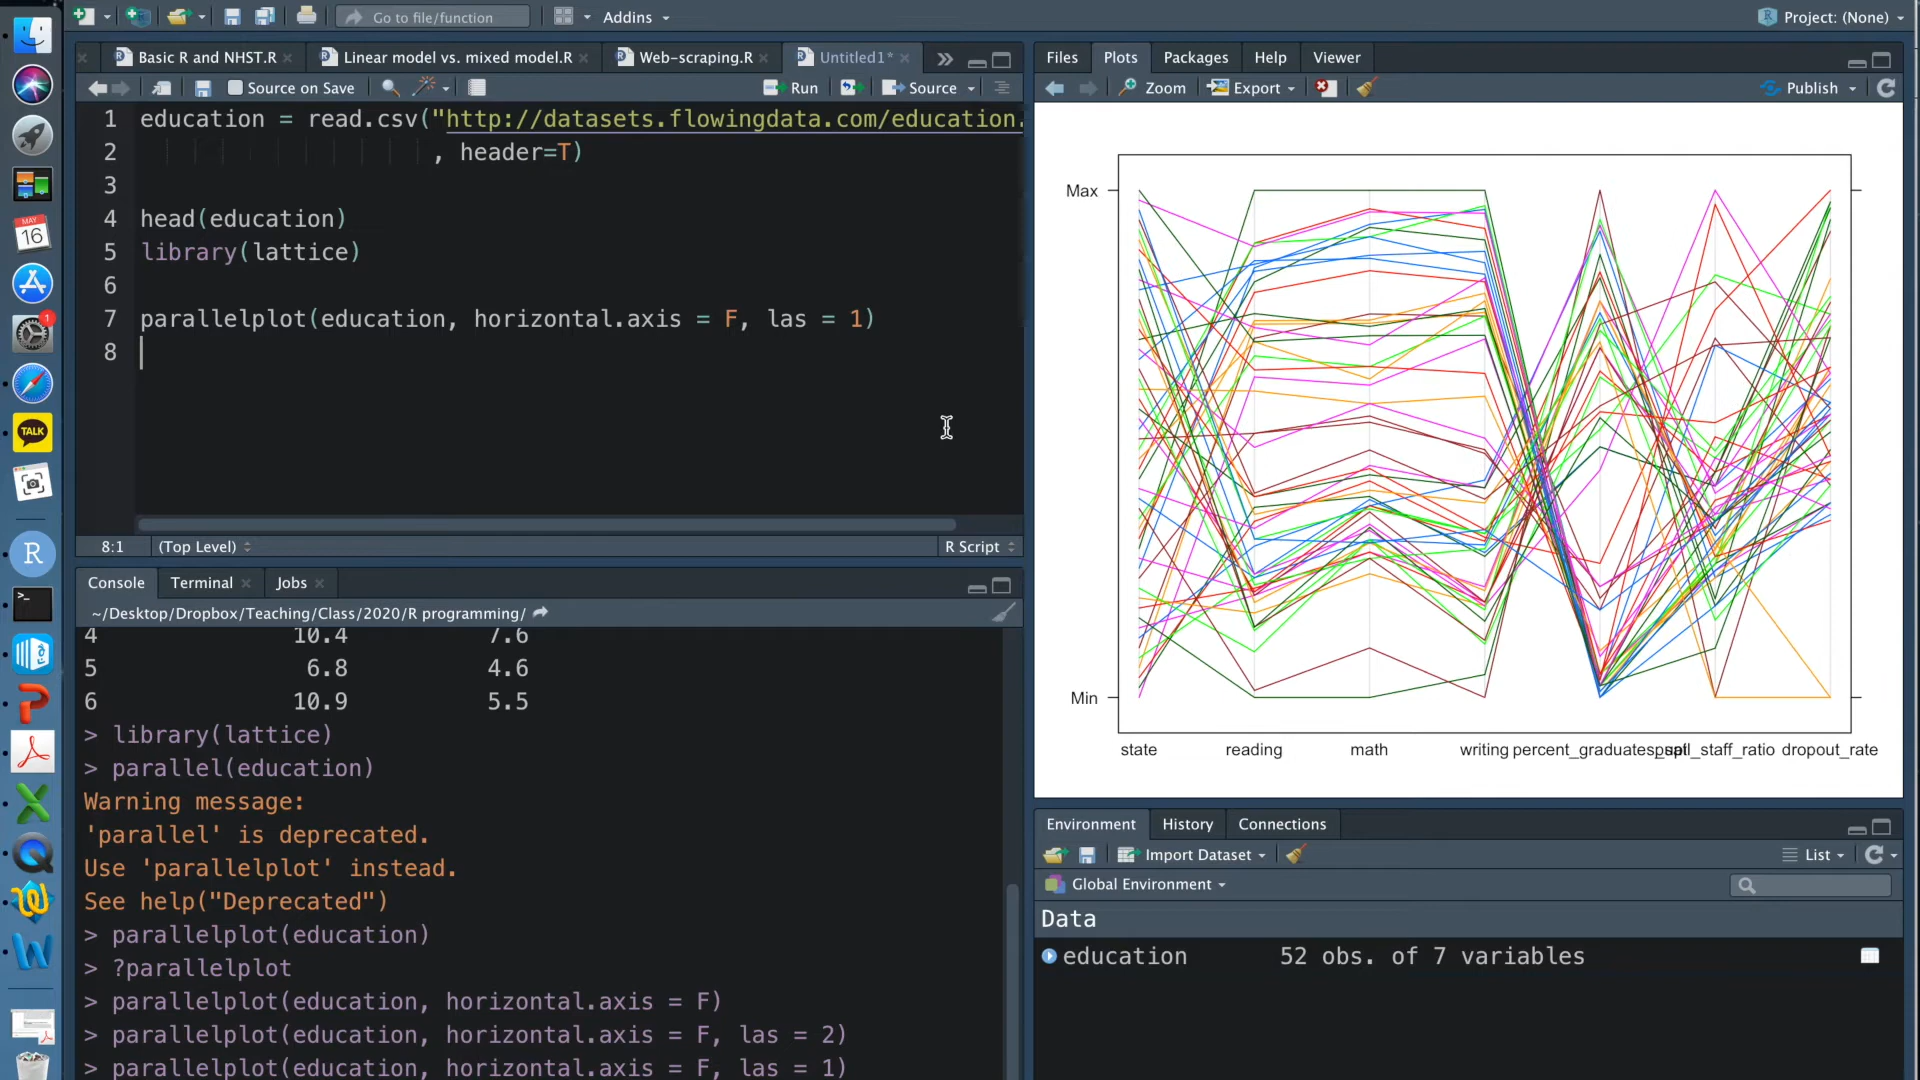 Go to file/function
Addins
Project: (None)
Basic R and NHST.R
Linear model vs. mixed model.R
Web-scraping.R
Untitled1*
Source on Save
Run
Source
1 education = read.csv("http://datasets.flowingdata.com/education.
2 , header=T)
3
4 head(education)
5 library(lattice)
6
7 parallelplot(education, horizontal.axis = F, las = 1)
8
8:1 (Top Level) R Script
Console Terminal Jobs
~/Desktop/Dropbox/Teaching/Class/2020/R programming/
4 10.4 7.6
5 6.8 4.6
6 10.9 5.5
> library(lattice)
> parallel(education)
Warning message:
'parallel' is deprecated.
Use 'parallelplot' instead.
See help("Deprecated")
> parallelplot(education)
> ?parallelplot
> parallelplot(education, horizontal.axis = F)
> parallelplot(education, horizontal.axis = F, las = 2)
> parallelplot(education, horizontal.axis = F, las = 1)
Files Plots Packages Help Viewer
Zoom Export Publish
Max
Min
state reading math writing percent_graduates_sat pupil_staff_ratio dropout_rate
Environment History Connections
Import Dataset List
Global Environment
Data
education 52 obs. of 7 variables
MAY
16
1
TALK
R